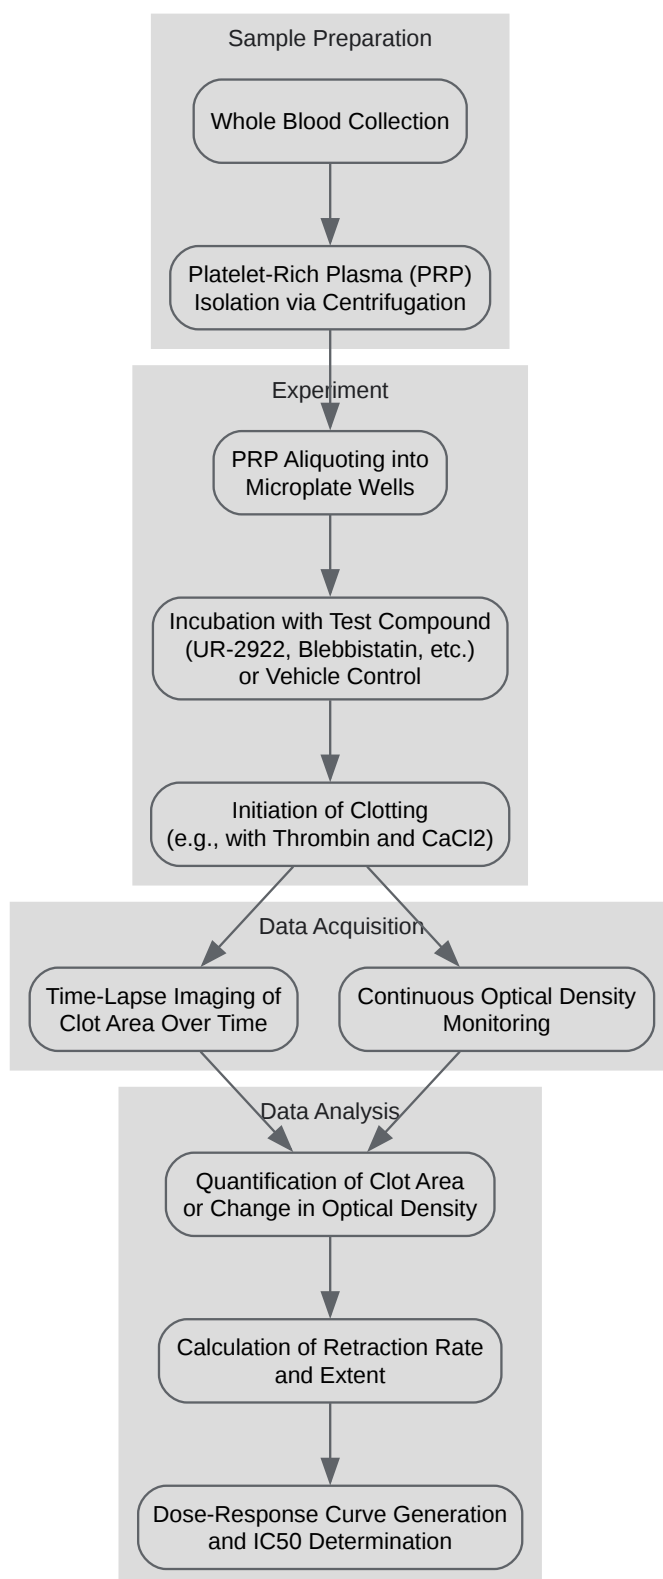 Sample Preparation
Whole Blood Collection
Platelet-Rich Plasma (PRP)
Isolation via Centrifugation
Experiment
PRP Aliquoting into
Microplate Wells
Incubation with Test Compound
(UR-2922, Blebbistatin, etc.)
or Vehicle Control
Initiation of Clotting
(e.g., with Thrombin and CaCl2)
Data Acquisition
Time-Lapse Imaging of
Clot Area Over Time
Continuous Optical Density
Monitoring
Data Analysis
Quantification of Clot Area
or Change in Optical Density
Calculation of Retraction Rate
and Extent
Dose-Response Curve Generation
and IC50 Determination